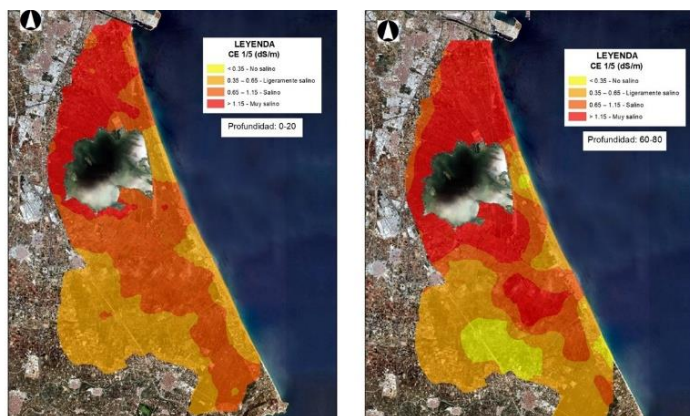 LEYENDA
CE 1/5 (dS/m)
< 0.35 - No salino
0.35 – 0.65 - Ligeramente salino
0.65 – 1.15 - Salino
> 1.15 - Muy salino
Profundidad: 0-20
LEYENDA
CE 1/5 (dS/m)
< 0.35 - No salino
0.35 – 0.65 - Ligeramente salino
0.65 – 1.15 - Salino
> 1.15 - Muy salino
Profundidad: 60-80